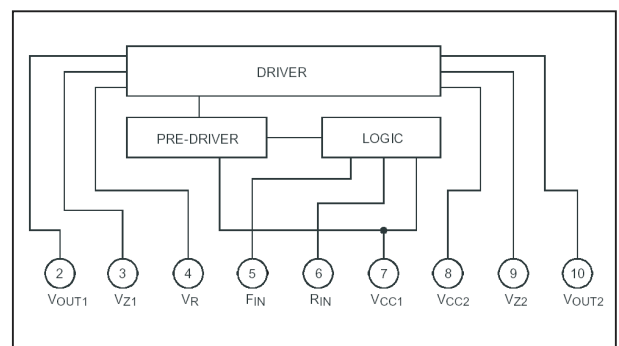 DRIVER
PRE-DRIVER LOGIC
2 3 4 5 6 7 8 9 10
VOUT1 VZ1 VR FIN RIN VCC1 VCC2 VZ2 VOUT2